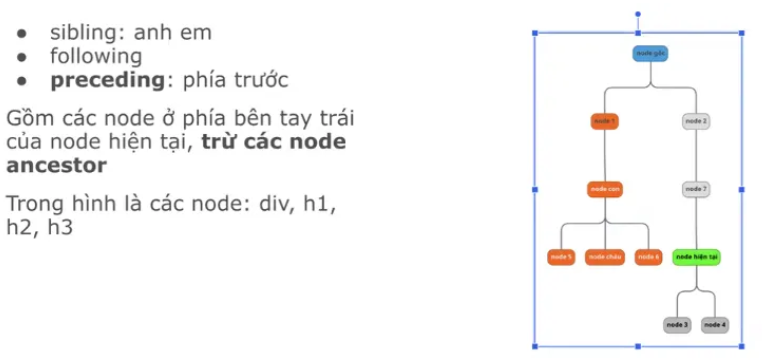 ● sibling: anh em
● following
● preceding: phía trước
Gồm các node ở phía bên tay trái
của node hiện tại, trừ các node
ancestor
Trong hình là các node: div, h1,
h2, h3
node gốc
node 1
node 2
node con
node 7
node 5
node cháu
node 6
node hiện tại
node 3
node 4